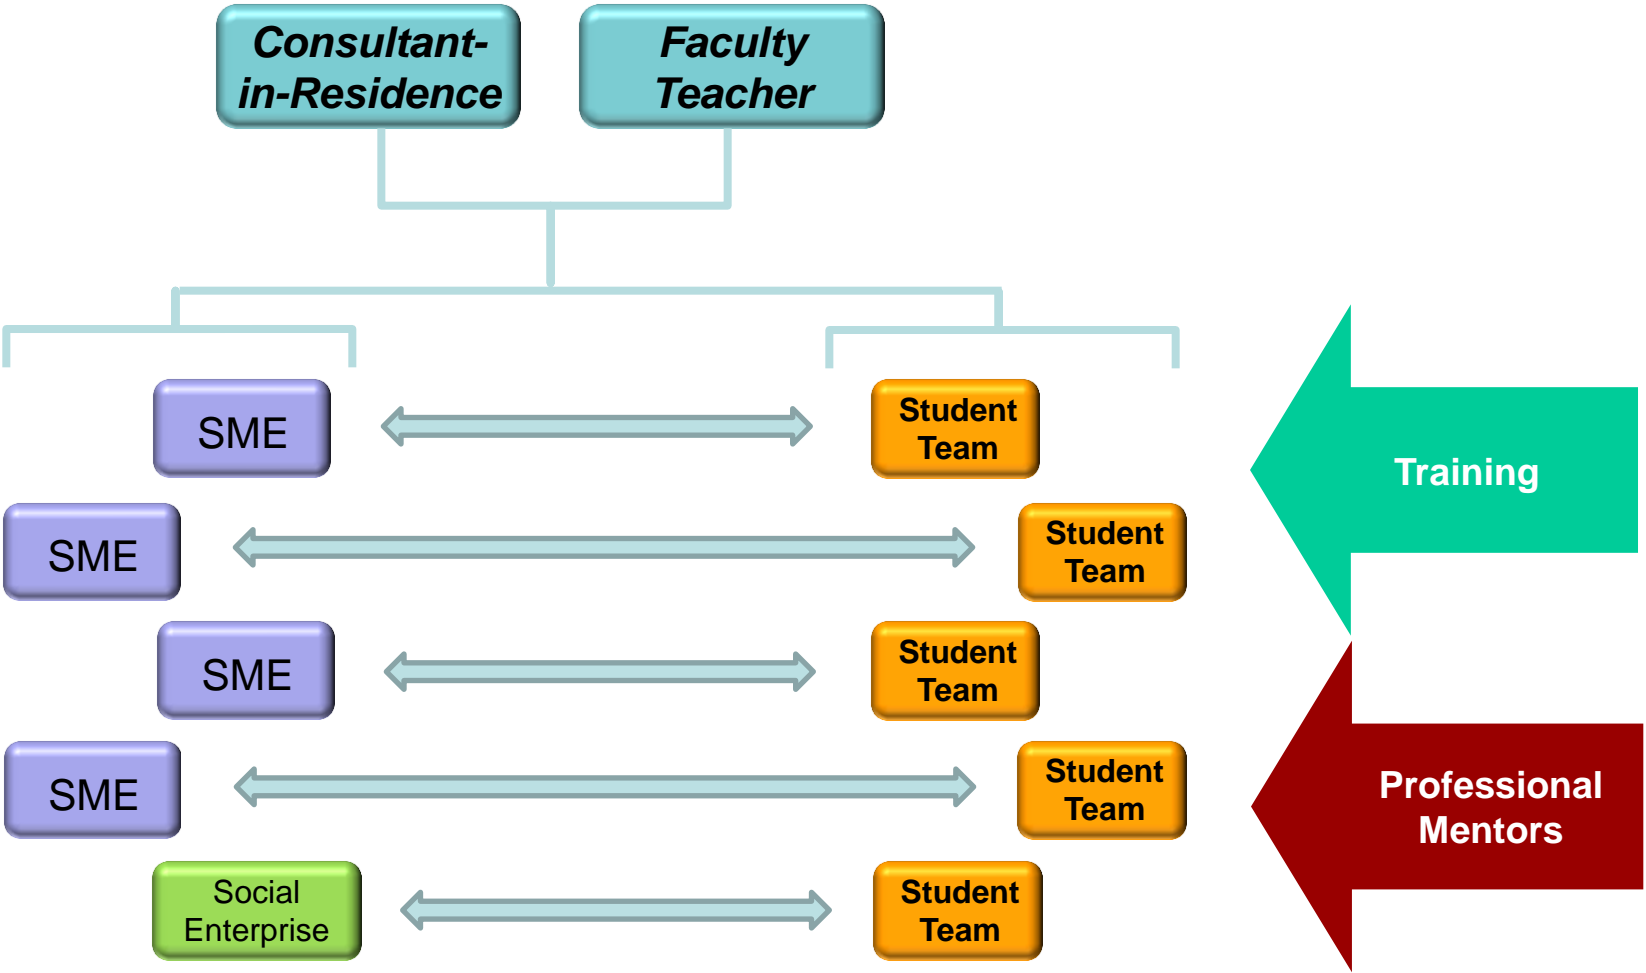 Consultant-
in-Residence
Faculty
Teacher
SME
Student
Team
Training
SME
Student
Team
SME
Student
Team
SME
Student
Team
Professional
Mentors
Social
Enterprise
Student
Team